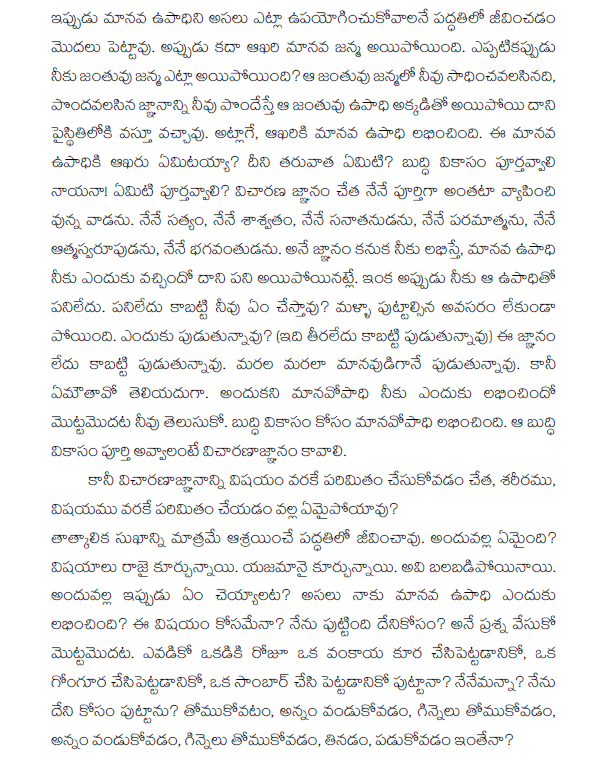 ఇప్పుడు మానవ ఉపాధిని అసలు ఎట్లా ఉపయోగించుకోవాలనే పద్ధతిలో జీవించడం
మొదలు పెట్టావు. అప్పుడు కదా ఆఖరి మానవ జన్మ అయిపోయింది. ఎప్పటికప్పుడు
నీకు జంతువు జన్మ ఎట్లా అయిపోయింది? ఆ జంతువు జన్మలో నీవు సాధించవలసినది,
పొందవలసిన జ్ఞానాన్ని నీవు పొందేస్తే ఆ జంతువు ఉపాధి అక్కడితో అయిపోయి దాని
పైస్థితిలోకి వస్తూ వచ్చావు. అట్లాగే, ఆఖరికి మానవ ఉపాధి లభించింది. ఈ మానవ
ఉపాధికి ఆఖరు ఏమిటయ్యా? దీని తరువాత ఏమిటి? బుద్ధి వికాసం పూర్తవ్వాలి
నాయనా! ఏమిటి పూర్తవ్వాలి? విచారణ జ్ఞానం చేత నేనే పూర్తిగా అంతటా వ్యాపించి
వున్న వాడను. నేనే సత్యం, నేనే శాశ్వతం, నేనే సనాతనుడను, నేనే పరమాత్మను, నేనే
ఆత్మస్వరూపుడను, నేనే భగవంతుడను. అనే జ్ఞానం కనుక నీకు లభిస్తే, మానవ ఉపాధి
నీకు ఎందుకు వచ్చిందో దాని పని అయిపోయినట్లే. ఇంక అప్పుడు నీకు ఆ ఉపాధితో
పనిలేదు. పనిలేదు కాబట్టి నీవు ఏం చేస్తావు? మళ్ళా పుట్టాల్సిన అవసరం లేకుండా
పోయింది. ఎందుకు పుడుతున్నావు? (ఇది తీరలేదు కాబట్టి పుడుతున్నావు) ఈ జ్ఞానం
లేదు కాబట్టి పుడుతున్నావు. మరల మరలా మానవుడిగానే పుడుతున్నావు. కానీ
ఏమౌతావో తెలియదుగా. అందుకని మానవోపాధి నీకు ఎందుకు లభించిందో
మొట్టమొదట నీవు తెలుసుకో. బుద్ధి వికాసం కోసం మానవోపాధి లభించింది. ఆ బుద్ధి
వికాసం పూర్తి అవ్వాలంటే విచారణాజ్ఞానం కావాలి.
కానీ విచారణాజ్ఞానాన్ని విషయం వరకే పరిమితం చేసుకోవడం చేత, శరీరము,
విషయము వరకే పరిమితం చేయడం వల్ల ఏమైపోయావు?
తాత్కాలిక సుఖాన్ని మాత్రమే ఆశ్రయించే పద్ధతిలో జీవించావు. అందువల్ల ఏమైంది?
విషయాలు రాజై కూర్చున్నాయి. యజమానై కూర్చున్నాయి. అవి బలబడిపోయినాయి.
అందువల్ల ఇప్పుడు ఏం చెయ్యాలట? అసలు నాకు మానవ ఉపాధి ఎందుకు
లభించింది? ఈ విషయం కోసమేనా? నేను పుట్టింది దేనికోసం? అనే ప్రశ్న వేసుకో
మొట్టమొదట. ఎవడికో ఒకడికి రోజూ ఒక వంకాయ కూర చేసిపెట్టడానికో, ఒక
గోంగూర చేసిపెట్టడానికో, ఒక సాంబార్ చేసి పెట్టడానికో పుట్టానా? నేనేమన్నా? నేను
దేని కోసం పుట్టాను? తోముకోవటం, అన్నం వండుకోవడం, గిన్నెలు తోముకోవడం,
అన్నం వండుకోవడం, గిన్నెలు తోముకోవడం, తినడం, పడుకోవడం ఇంతేనా?